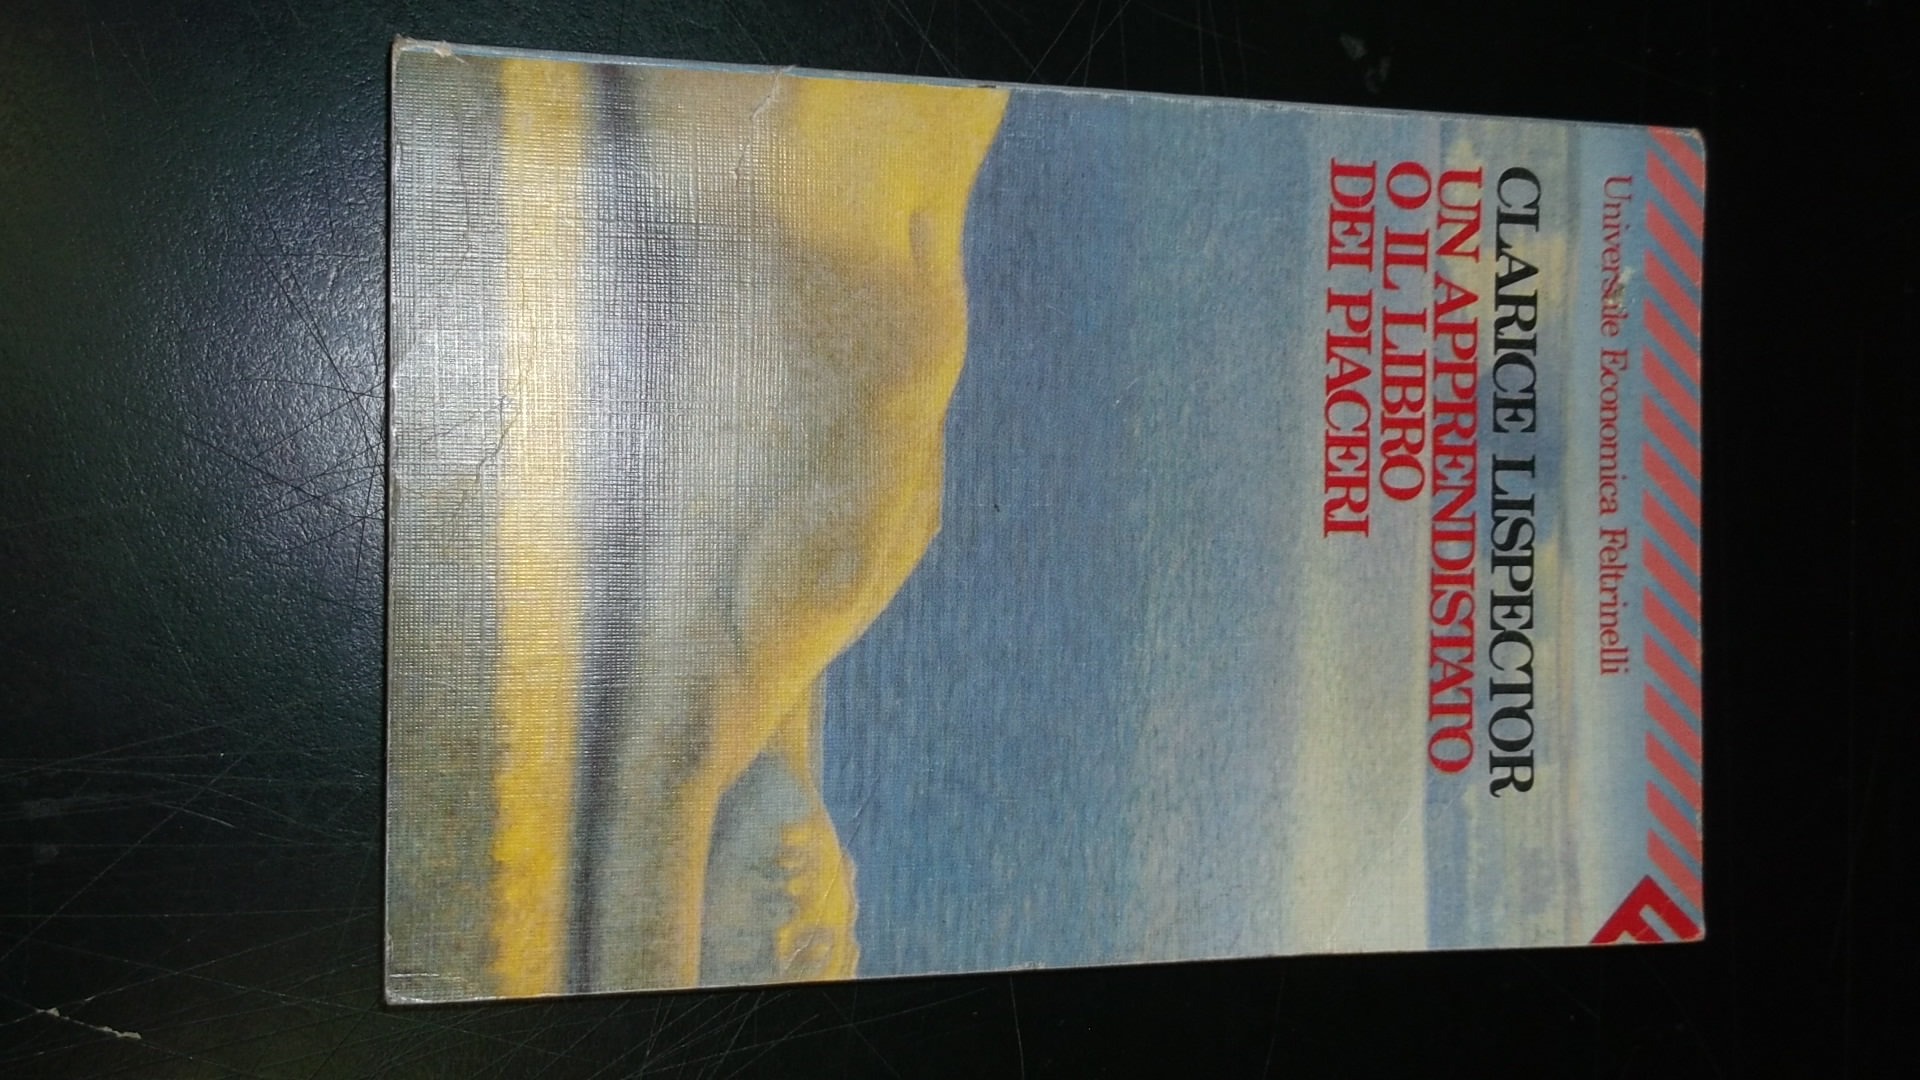 Universale Economica Feltrinelli
CLARICE LISPECTOR
UN APPRENDISTATO
O IL LIBRO
DEI PIACERI